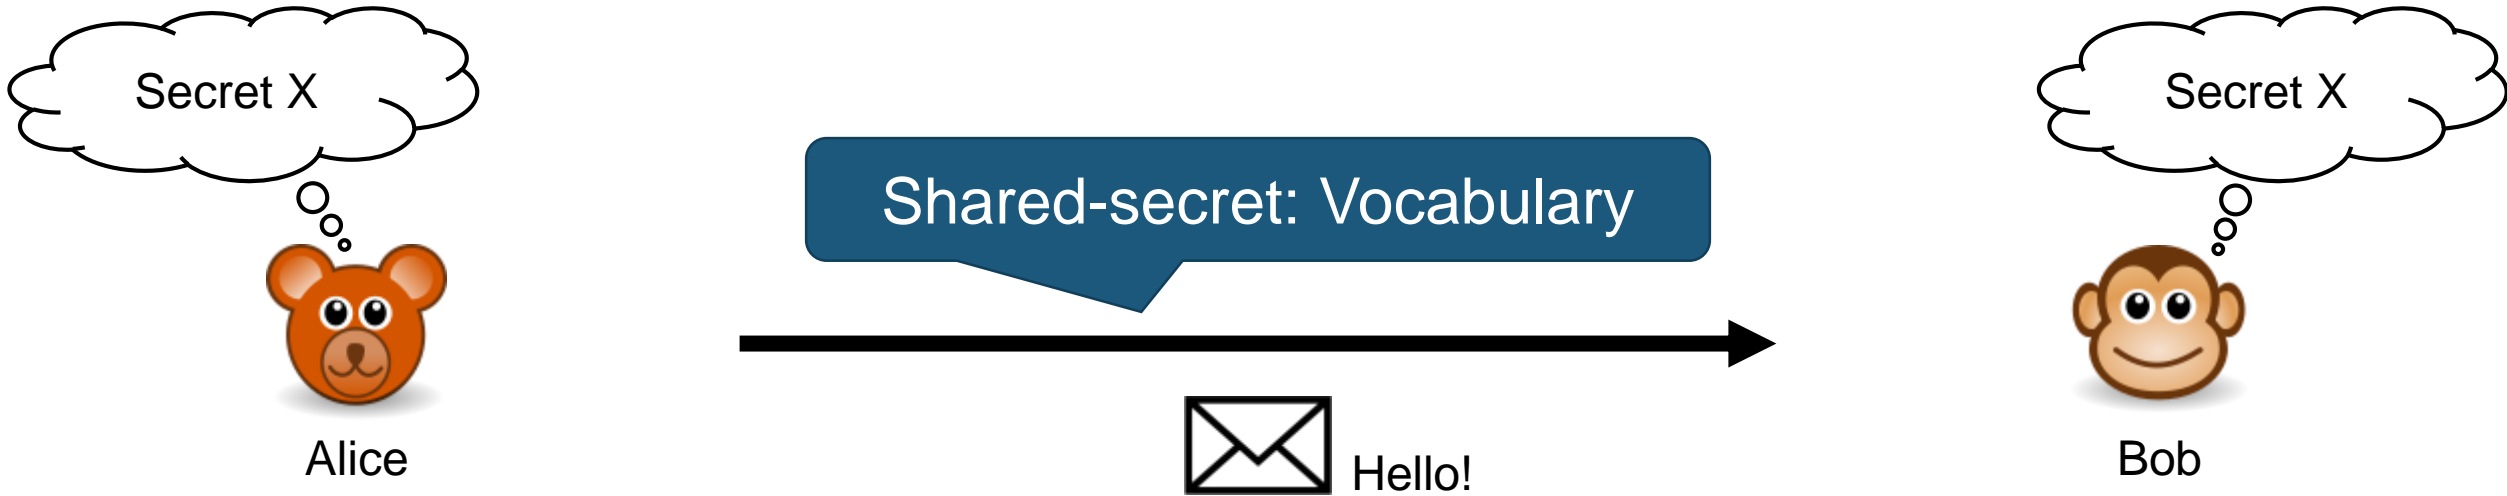 Secret X
Secret X
Shared-secret: Vocabulary
Alice
Hello!
Bob